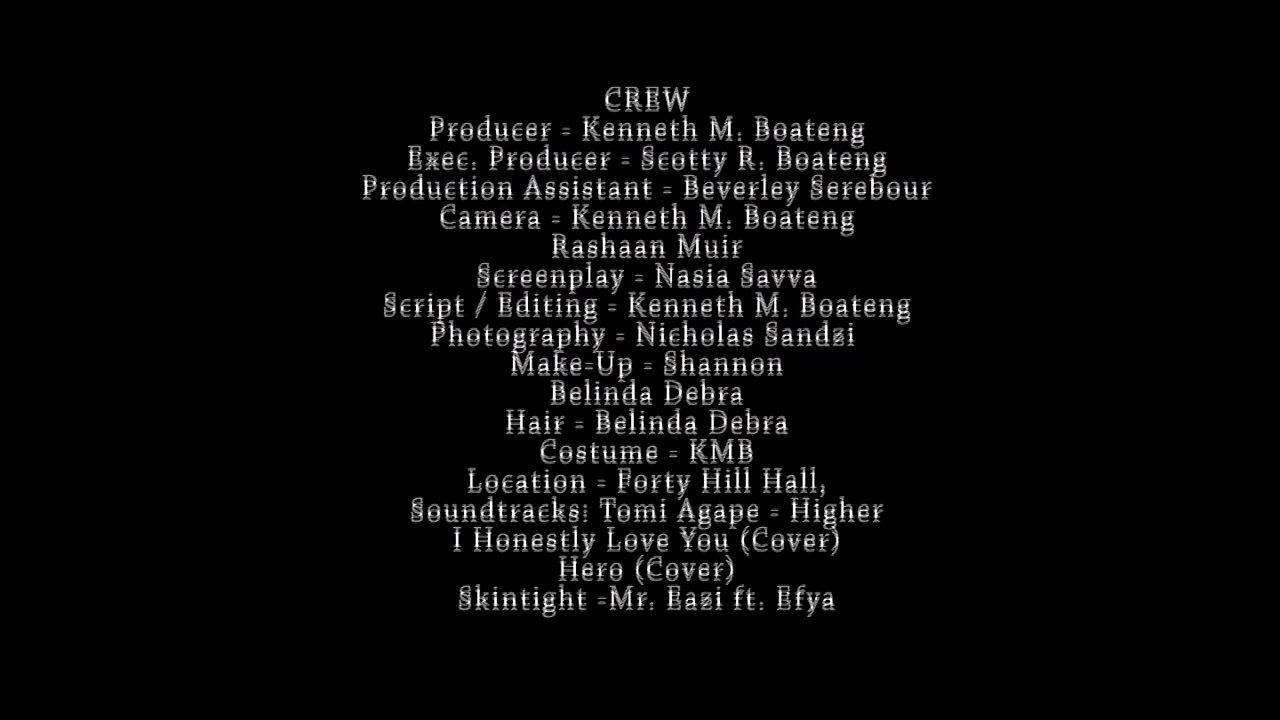 CREW
Producer - Kenneth M. Boateng
Exec. Producer - Scotty R. Boateng
Production Assistant - Beverley Serebour
Camera - Kenneth M. Boateng
Rashaan Muir
Screenplay - Nasia Savva
Script / Editing - Kenneth M. Boateng
Photography - Nicholas Sandzi
Make-Up - Shannon
Belinda Debra
Hair - Belinda Debra
Costume - KMB
Location - Forty Hill Hall,
Soundtracks: Tomi Agape - Higher
I Honestly Love You (Cover)
Hero (Cover)
Skintight -Mr. Eazi ft. Efya